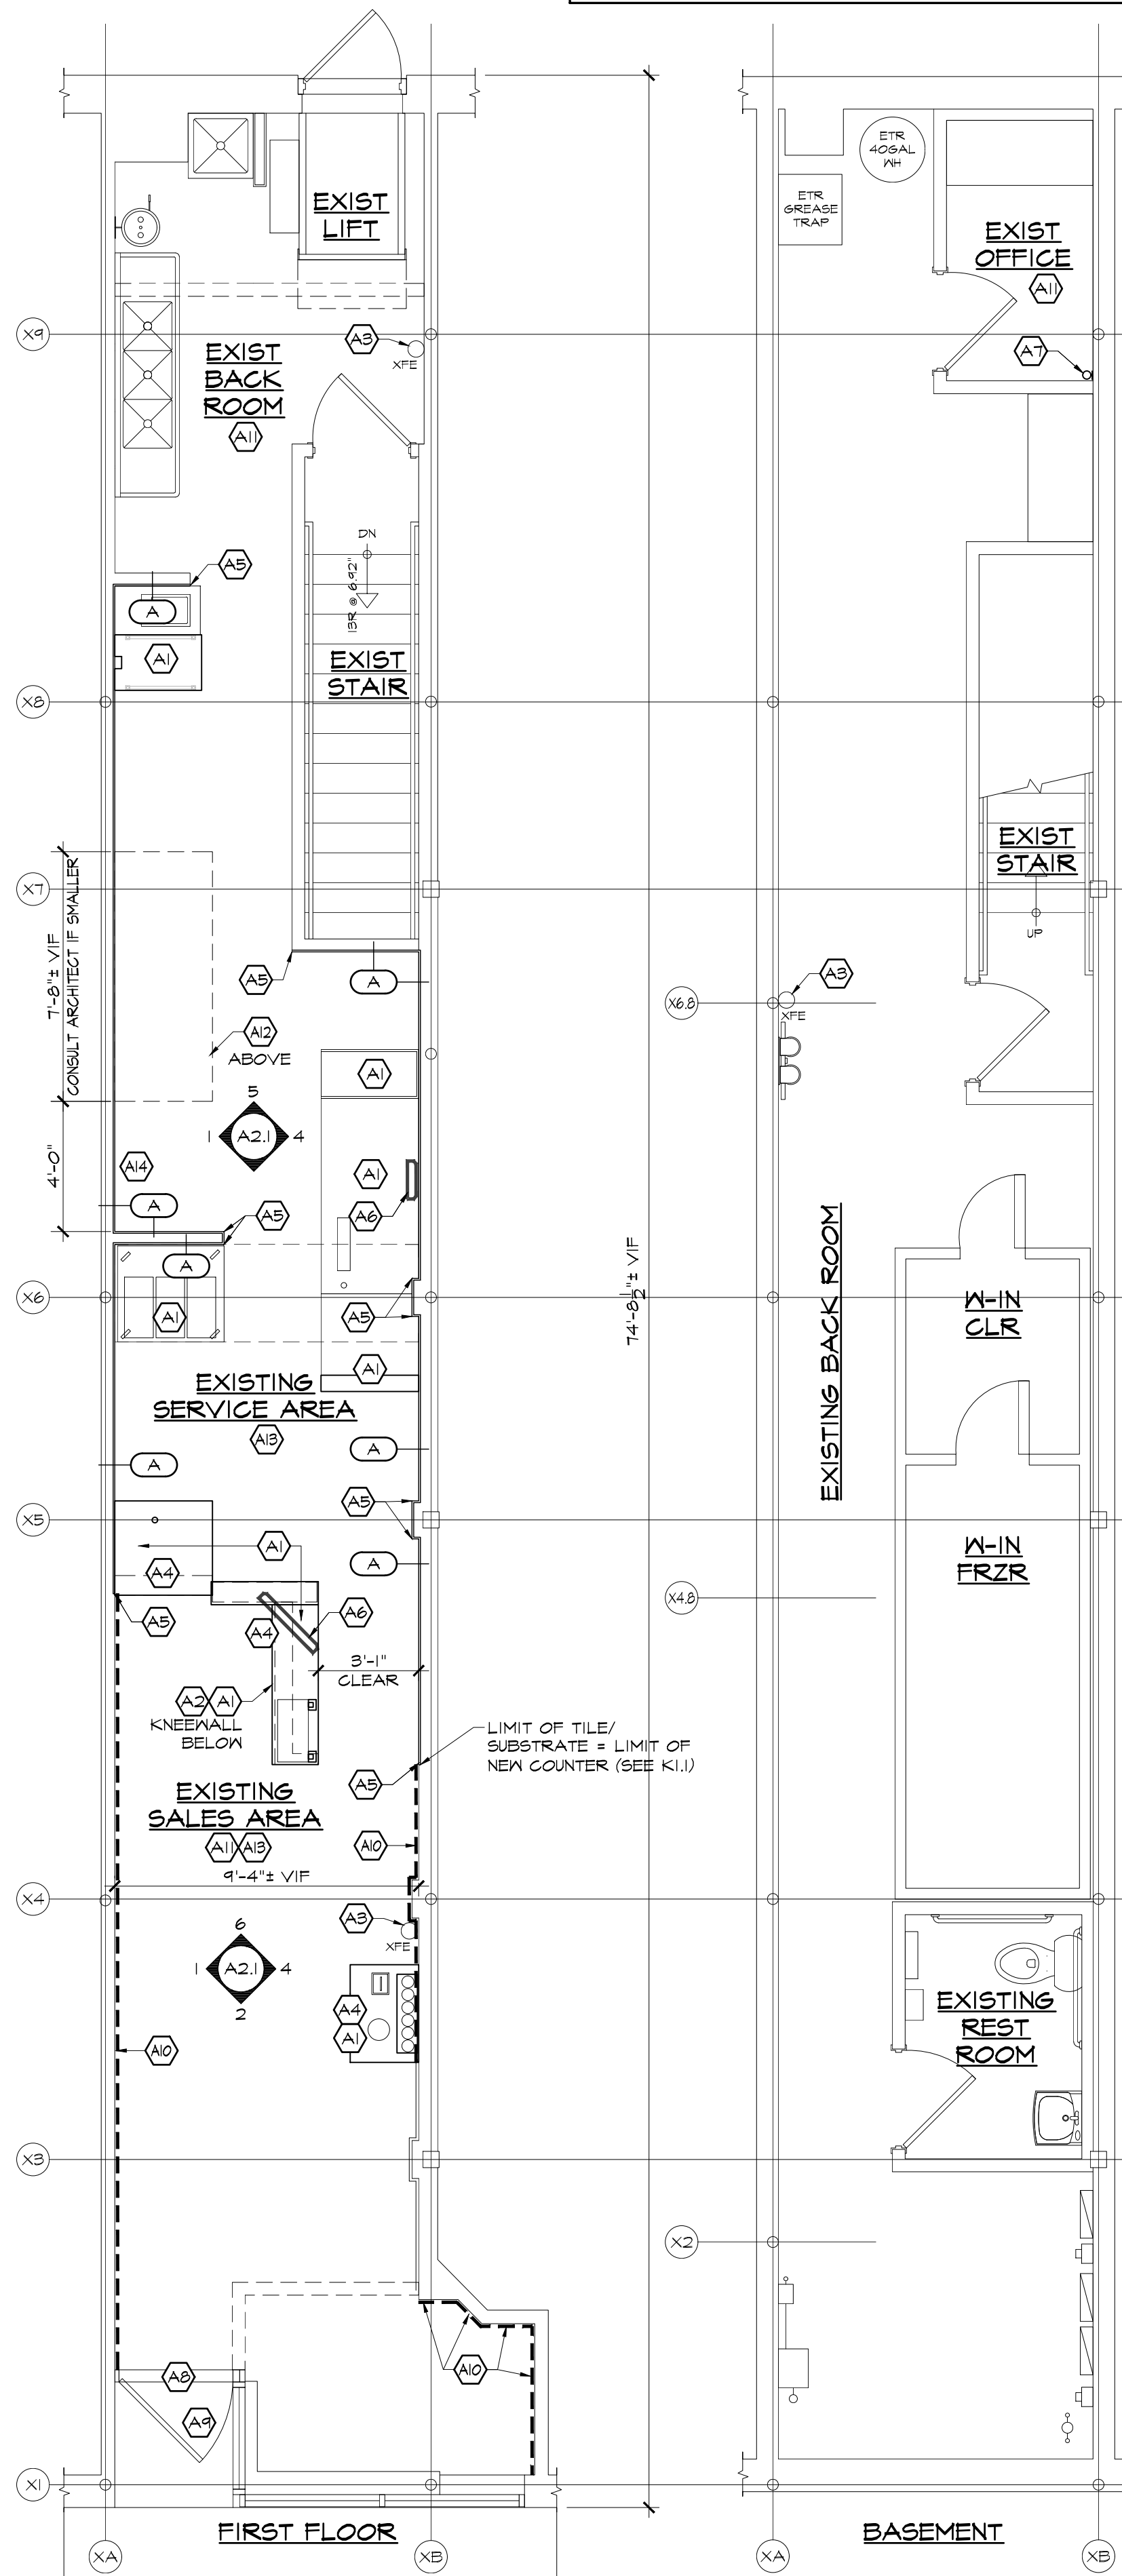 EXIST
LIFT
X9
A3
XFE
EXIST
BACK
ROOM
A11
DN
13R @ 6.92"
A5
A
A1
EXIST
STAIR
X8
X7
7'-8"± VIF
CONSULT ARCHITECT IF SMALLER
A5
A
A12
ABOVE
A1
5
1
A2.1
4
4'-0"
A14
A
A1
A6
A5
A
X6
A1
A5
A1
EXISTING
SERVICE AREA
A13
A
A
A5
X5
A1
A
A4
A5
A4
A6
3'-1"
CLEAR
A2
A1
KNEEWALL
BELOW
LIMIT OF TILE/
SUBSTRATE = LIMIT OF
NEW COUNTER (SEE K1.1)
A5
EXISTING
SALES AREA
A11
A13
A10
9'-4"± VIF
X4
A3
XFE
6
1
A2.1
4
2
A4
A1
A10
X3
A10
A8
A9
X1
FIRST FLOOR
XA
XB
74'-8½"± VIF
ETR
40GAL
WH
ETR
GREASE
TRAP
EXIST
OFFICE
A11
A7
EXIST
STAIR
UP
X6.8
A3
XFE
EXISTING BACK ROOM
W-IN
CLR
W-IN
FRZR
X4.8
EXISTING
REST
ROOM
X2
BASEMENT
XA
XB